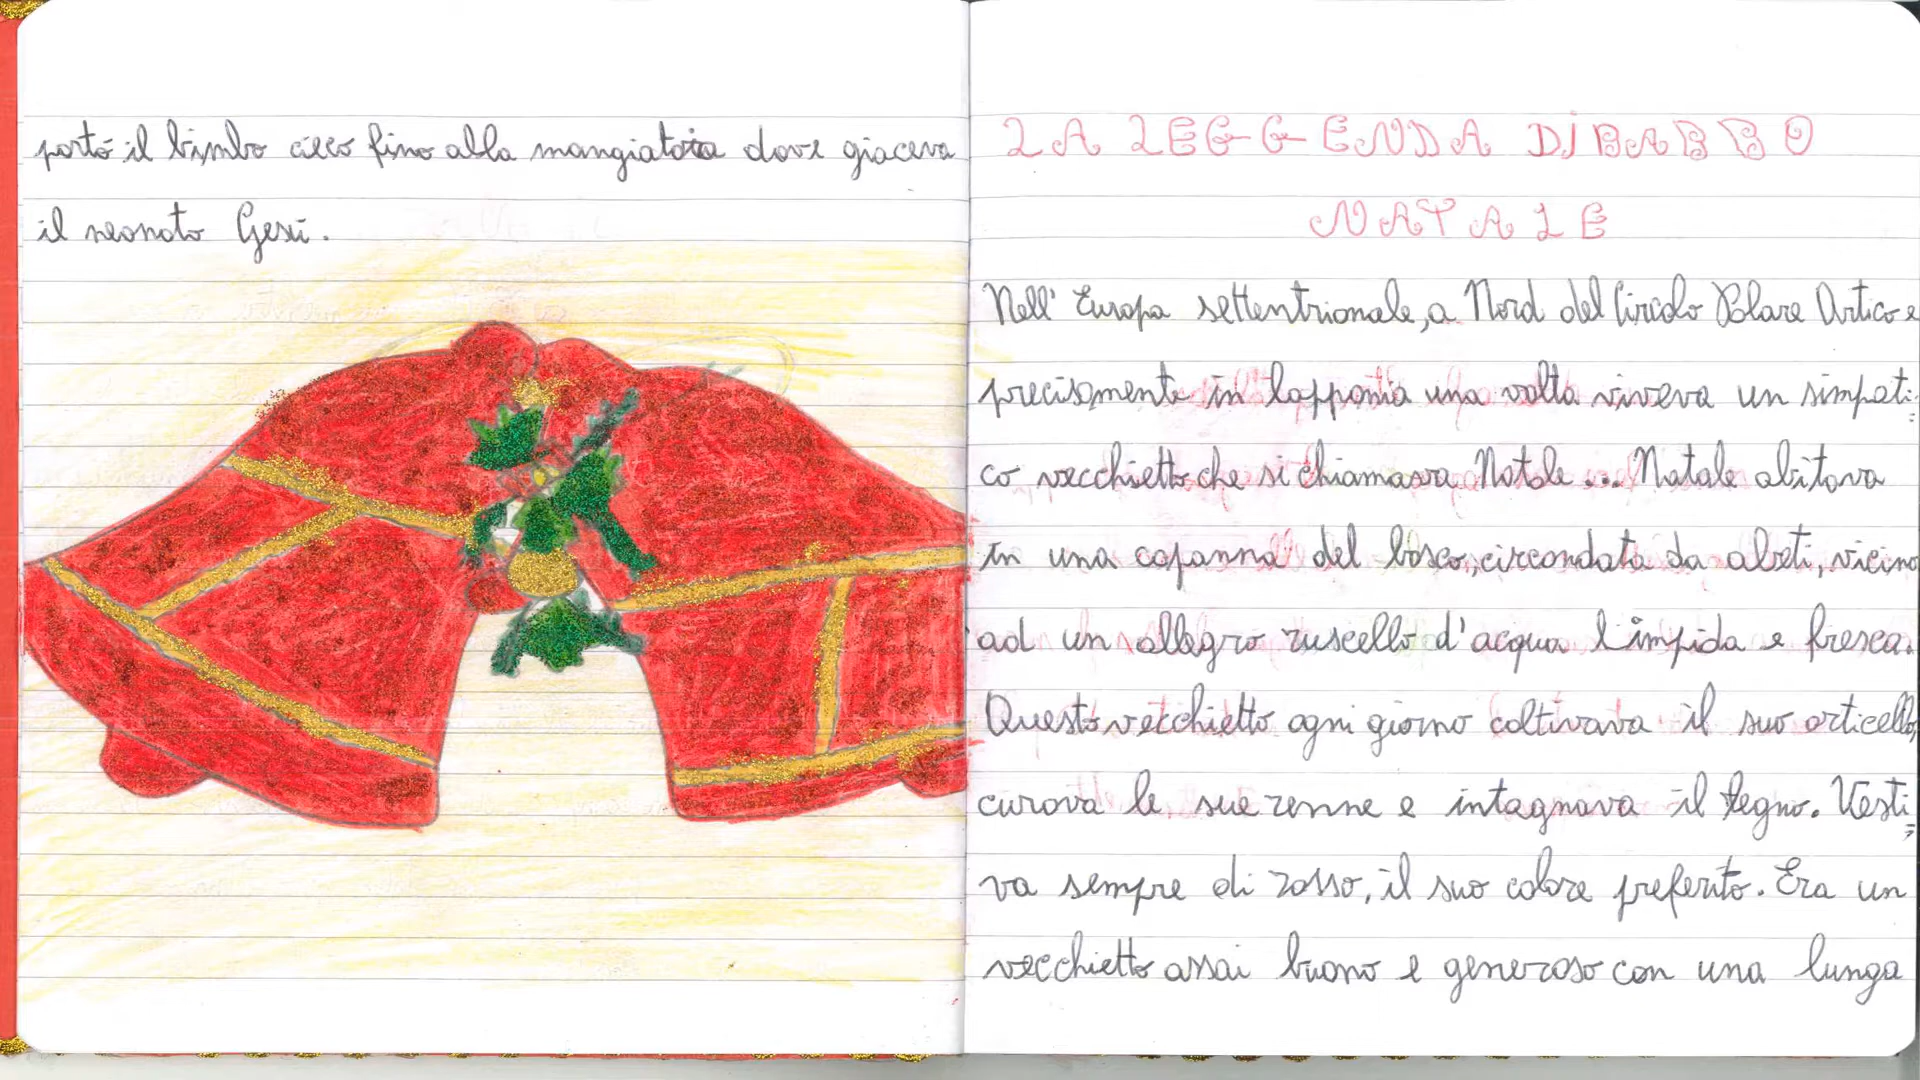 portò il bimbo cieco fino alla mangiatoia dove giaceva
il neonato Gesù.
LA LEGGENDA DI BABBO
NATALE
Nell'Europa settentrionale, a Nord del Circolo Polare Artico e
precisamente in lapponia una volta viveva un simpati=
co vecchietto che si chiamava Natale... Natale abitava
in una capanna del bosco, circondata da abeti, vicino
ad un allegro ruscello d'acqua limpida e fresca.
Questo vecchietto ogni giorno coltivava il suo orticello,
curava le sue renne e intagnava il legno. Vesti=
va sempre di rosso, il suo colore preferito. Era un
vecchietto assai buono e generoso con una lunga